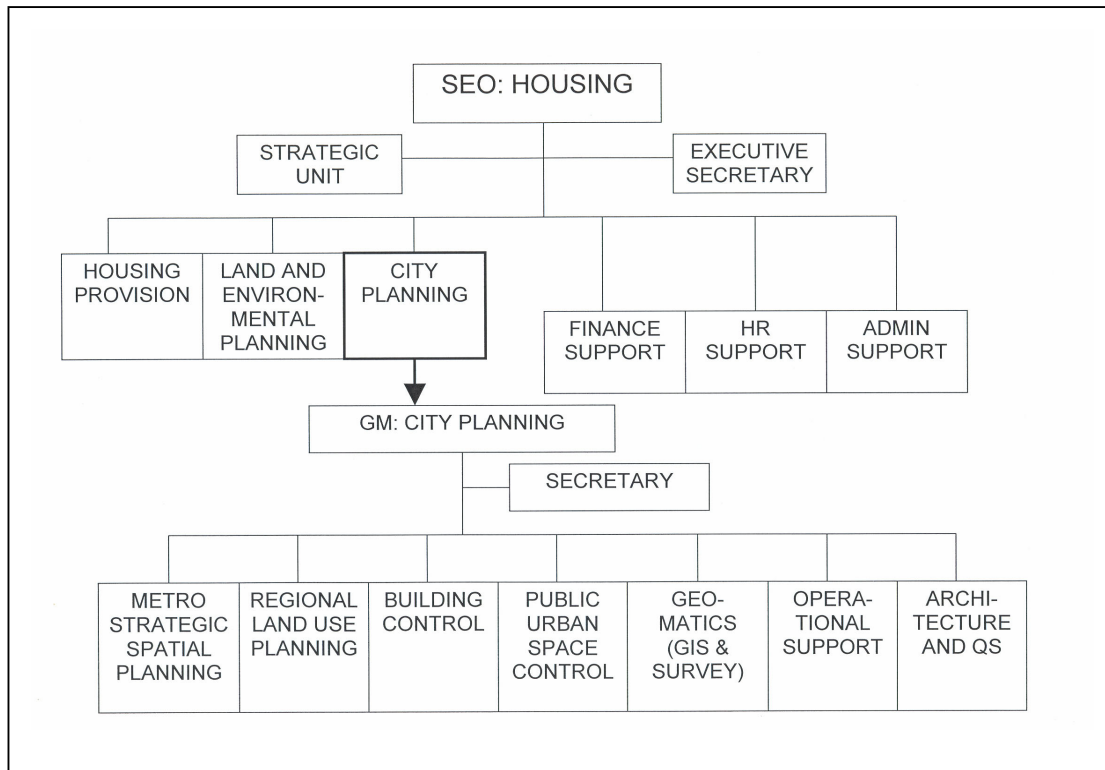 SEO: HOUSING
STRATEGIC
UNIT
EXECUTIVE
SECRETARY
HOUSING
PROVISION
LAND AND
ENVIRON-
MENTAL
PLANNING
CITY
PLANNING
FINANCE
SUPPORT
HR
SUPPORT
ADMIN
SUPPORT
GM: CITY PLANNING
SECRETARY
METRO
STRATEGIC
SPATIAL
PLANNING
REGIONAL
LAND USE
PLANNING
BUILDING
CONTROL
PUBLIC
URBAN
SPACE
CONTROL
GEO-
MATICS
(GIS &
SURVEY)
OPERA-
TIONAL
SUPPORT
ARCHI-
TECTURE
AND QS